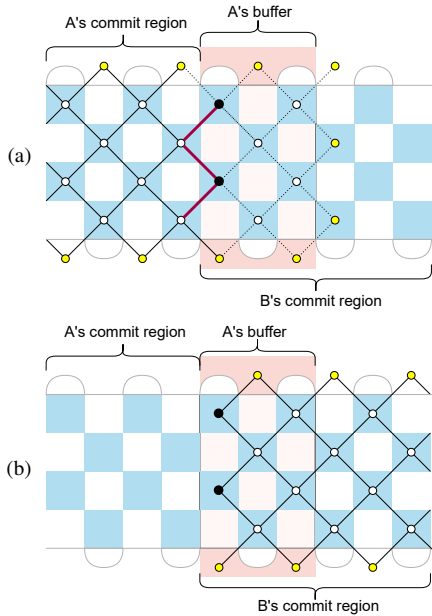 A's commit region
A's buffer
(a)
B's commit region
A's commit region
A's buffer
(b)
B's commit region